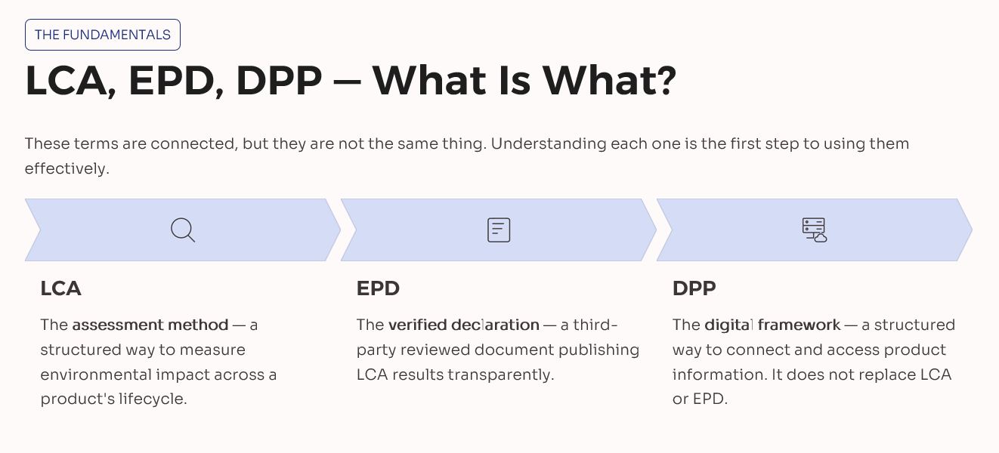 THE FUNDAMENTALS
LCA, EPD, DPP — What Is What?
These terms are connected, but they are not the same thing. Understanding each one is the first step to using them
effectively.
LCA
The assessment method — a
structured way to measure
environmental impact across a
product's lifecycle.
EPD
The verified declaration — a third-
party reviewed document publishing
LCA results transparently.
DPP
The digital framework — a structured
way to connect and access product
information. It does not replace LCA
or EPD.